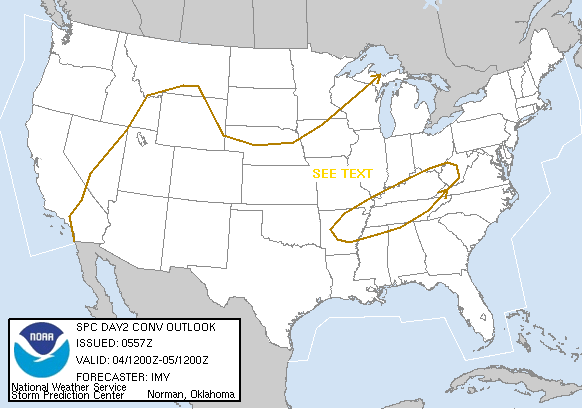 SEE TEXT
SPC DAY2 CONV OUTLOOK
ISSUED: 0557Z
VALID: 04/1200Z-05/1200Z
FORECASTER: IMY
National Weather Service
Storm Prediction Center Norman, Oklahoma
NOAA